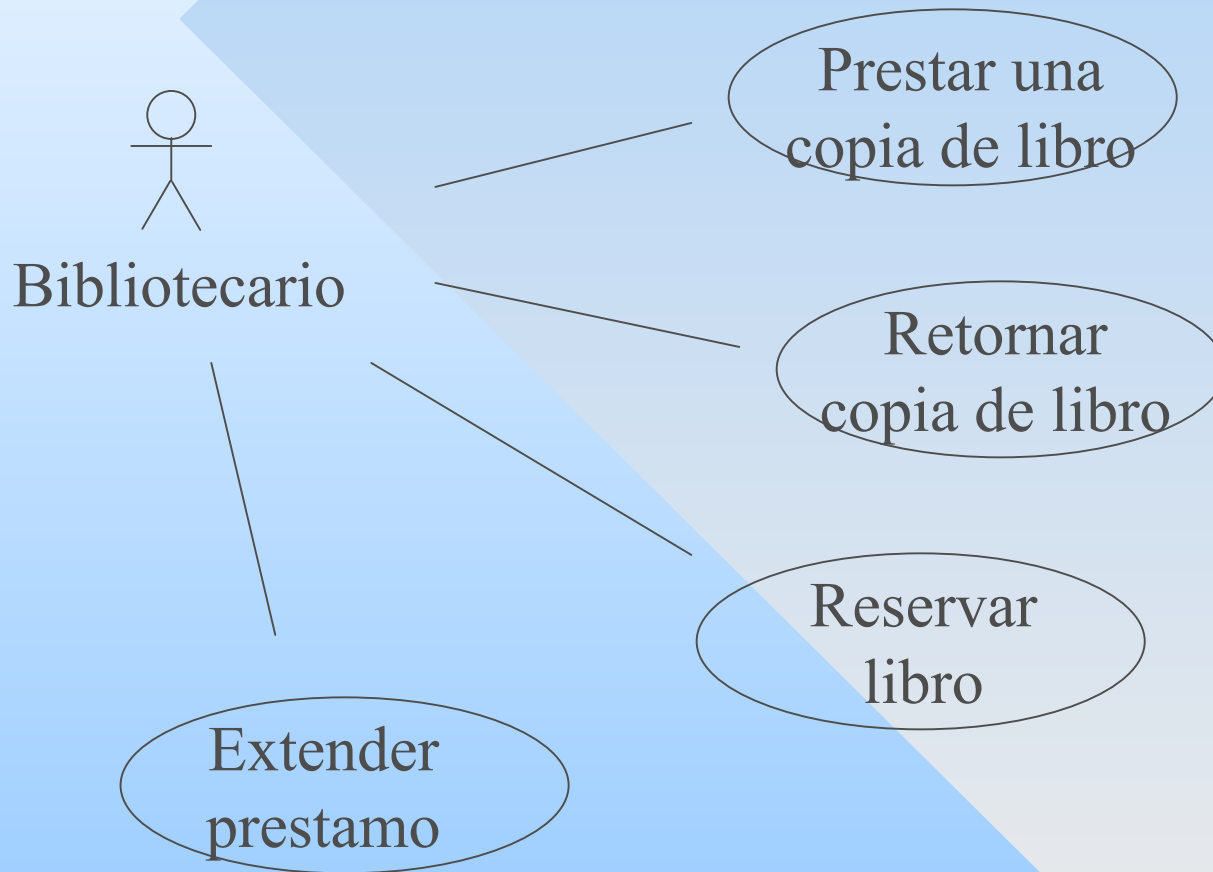 Prestar una
copia de libro
Bibliotecario
Retornar
copia de libro
Reservar
libro
Extender
prestamo